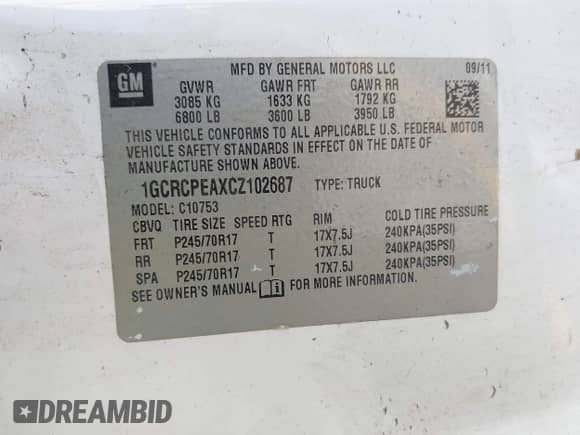 GM
MFD BY GENERAL MOTORS LLC 09/11
GVWR GAWR FRT GAWR RR
3085 KG 1633 KG 1792 KG
6800 LB 3600 LB 3950 LB
THIS VEHICLE CONFORMS TO ALL APPLICABLE U.S. FEDERAL MOTOR
VEHICLE SAFETY STANDARDS IN EFFECT ON THE DATE OF
MANUFACTURE SHOWN ABOVE.
1GCRCPEAXCZ102687 TYPE: TRUCK
MODEL: C10753
CBVQ TIRE SIZE SPEED RTG RIM COLD TIRE PRESSURE
FRT P245/70R17 T 17X7.5J 240KPA(35PSI)
RR P245/70R17 T 17X7.5J 240KPA(35PSI)
SPA P245/70R17 T 17X7.5J 240KPA(35PSI)
SEE OWNER'S MANUAL FOR MORE INFORMATION.
DREAMBID